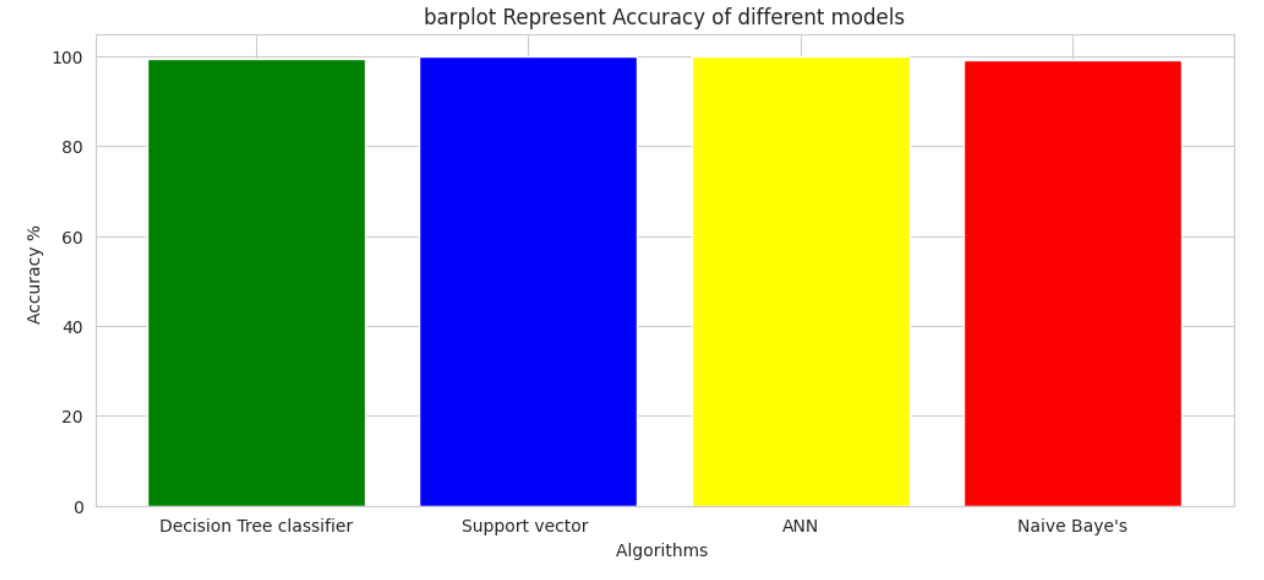 barplot Represent Accuracy of different models
100
80
60
40
20
0
Accuracy %
Decision Tree classifier
Support vector
ANN
Naive Baye's
Algorithms